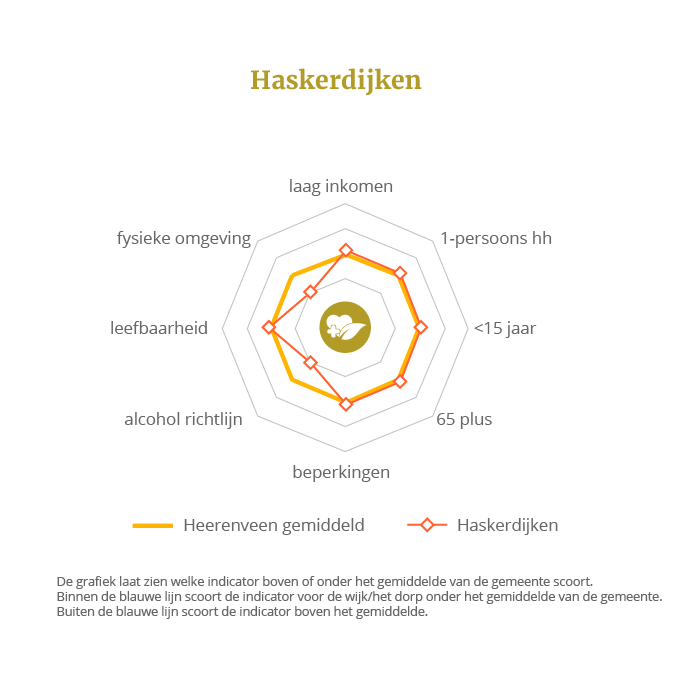 Haskerdijken
laag inkomen
fysieke omgeving
1-persoons hh
leefbaarheid
<15 jaar
alcohol richtlijn
65 plus
beperkingen
Heerenveen gemiddeld
Haskerdijken
De grafiek laat zien welke indicator boven of onder het gemiddelde van de gemeente scoort.
Binnen de blauwe lijn scoort de indicator voor de wijk/het dorp onder het gemiddelde van de gemeente.
Buiten de blauwe lijn scoort de indicator boven het gemiddelde.